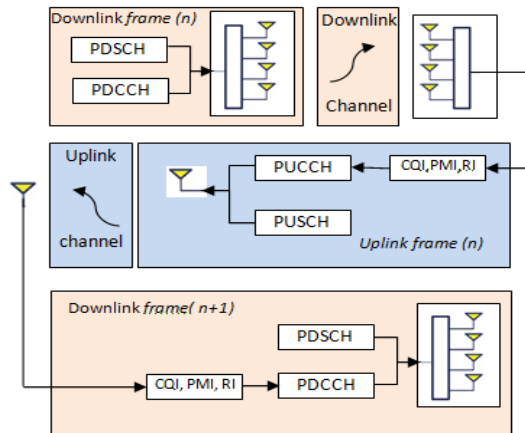 Downlink frame (n)
PDSCH
PDCCH
Downlink
Channel
Uplink
channel
PUCCH
CQI,PMI,RI
PUSCH
Uplink frame (n)
Downlink frame( n+1)
PDSCH
CQI, PMI, RI
PDCCH